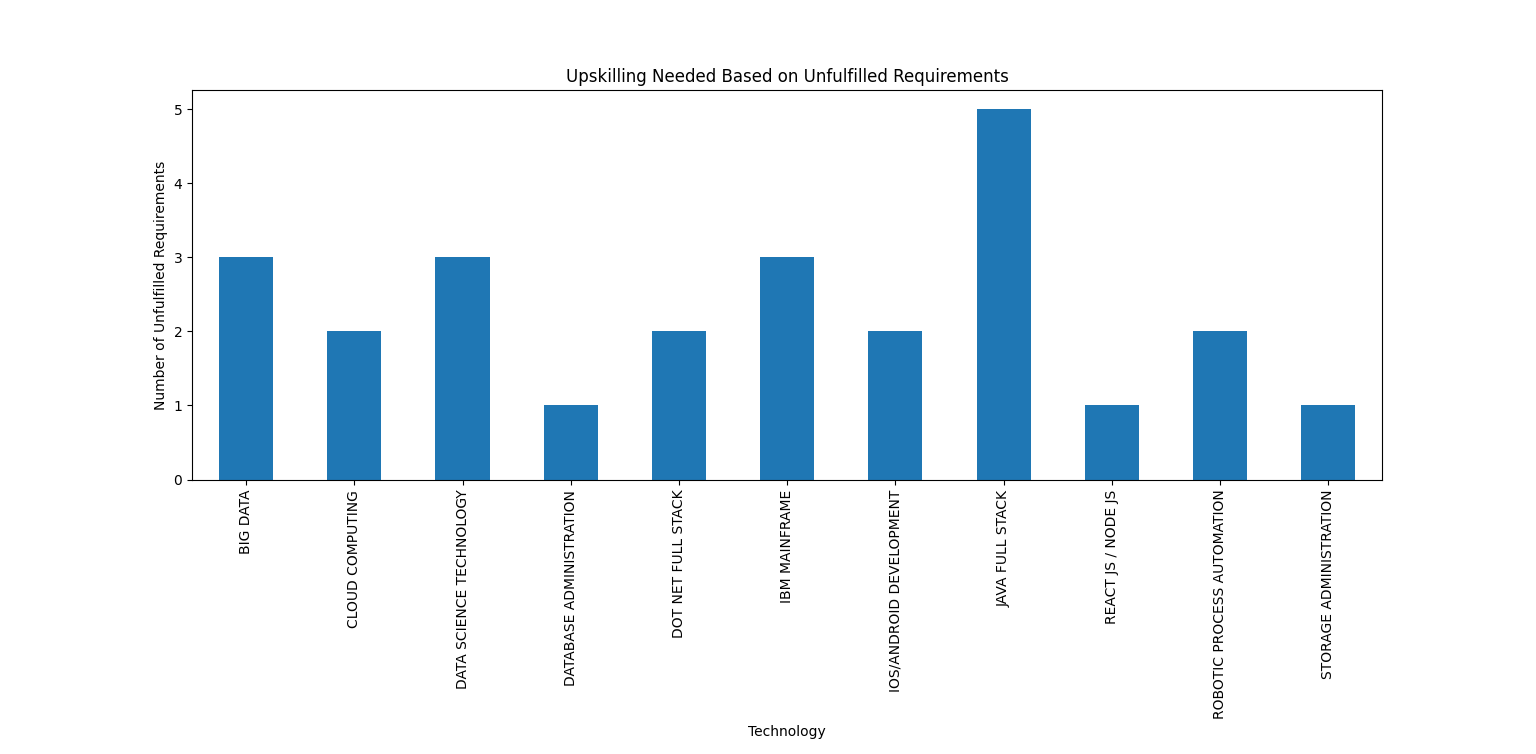 Upskilling Needed Based on Unfulfilled Requirements
Number of Unfulfilled Requirements
5
4
3
2
1
0
BIG DATA
CLOUD COMPUTING
DATA SCIENCE TECHNOLOGY
DATABASE ADMINISTRATION
DOT NET FULL STACK
IBM MAINFRAME
IOS/ANDROID DEVELOPMENT
JAVA FULL STACK
REACT JS / NODE JS
ROBOTIC PROCESS AUTOMATION
STORAGE ADMINISTRATION
Technology